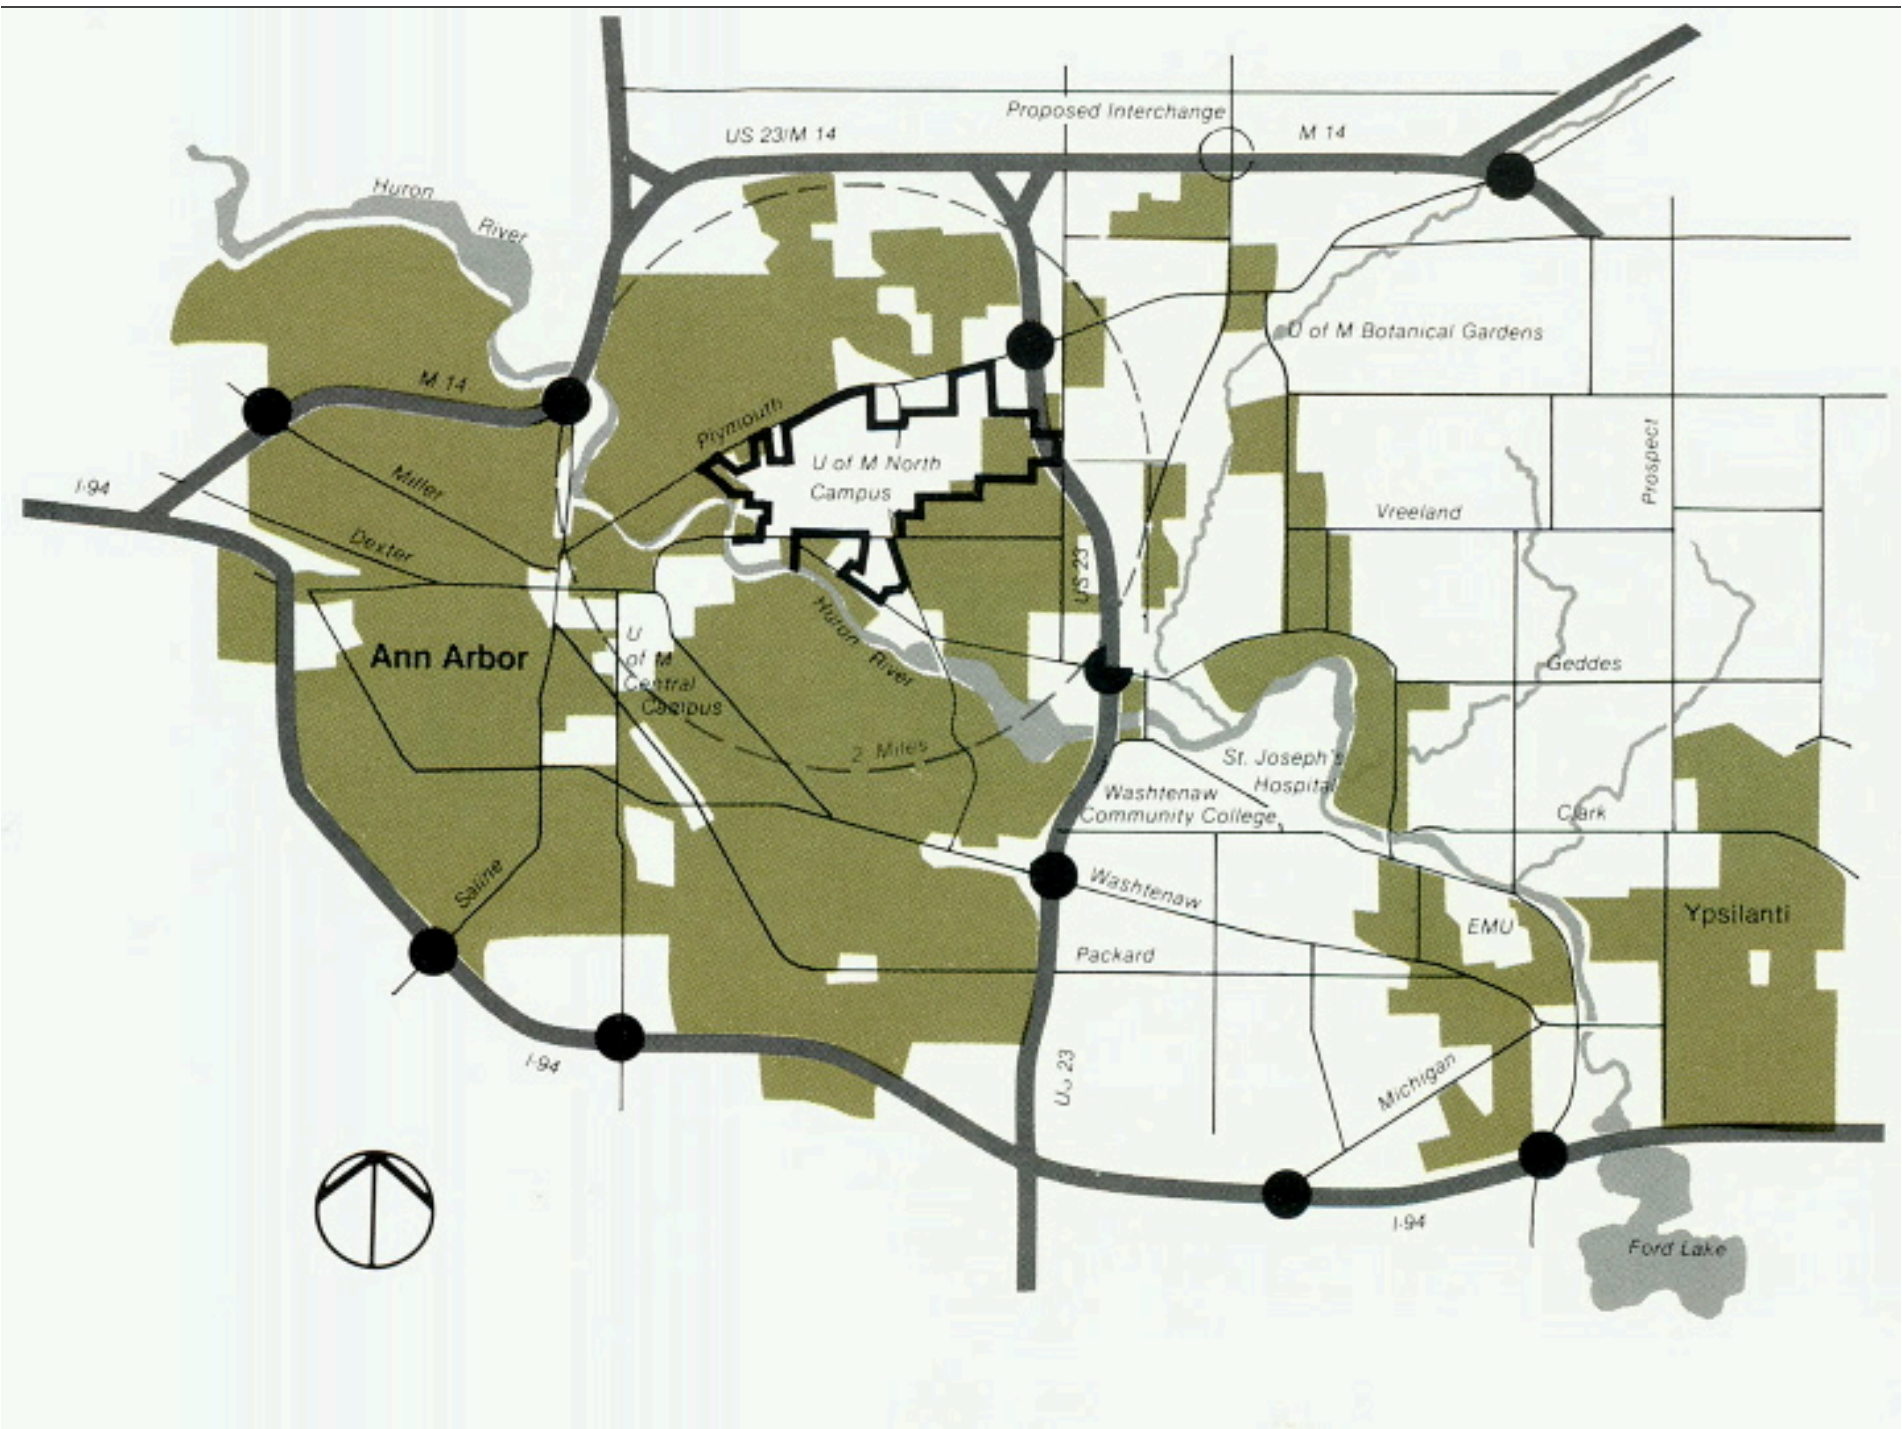 Proposed Interchange
US 23/M 14
M 14
Huron
River
U of M Botanical Gardens
M 14
Plymouth
Prospect
U of M North
Campus
Miller
I-94
Vreeland
Dexter
US 23
Huron
River
U
of M
Central
Campus
Ann Arbor
Geddes
2 Miles
St. Joseph's
Hospital
Washtenaw
Community College
Clark
Saline
Washtenaw
EMU
Ypsilanti
Packard
I-94
23
Michigan
I-94
Ford Lake